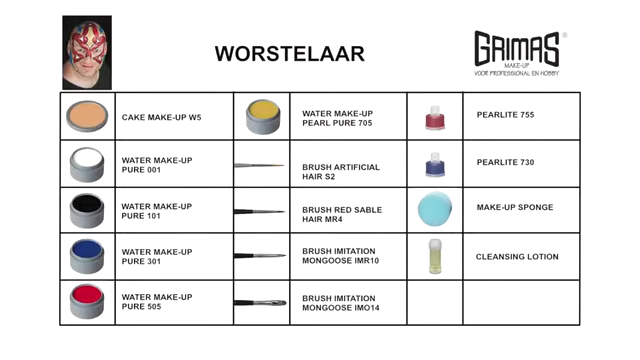 WORSTELAAR
GRIMAS®
MAKE-UP
VOOR PROFESSIONAL EN HOBBY
CAKE MAKE-UP W5
WATER MAKE-UP
PEARL PURE 705
PEARLITE 755
WATER MAKE-UP
PURE 001
BRUSH ARTIFICIAL
HAIR S2
PEARLITE 730
WATER MAKE-UP
PURE 101
BRUSH RED SABLE
HAIR MR4
MAKE-UP SPONGE
WATER MAKE-UP
PURE 301
BRUSH IMITATION
MONGOOSE IMR10
CLEANSING LOTION
WATER MAKE-UP
PURE 505
BRUSH IMITATION
MONGOOSE IMO14